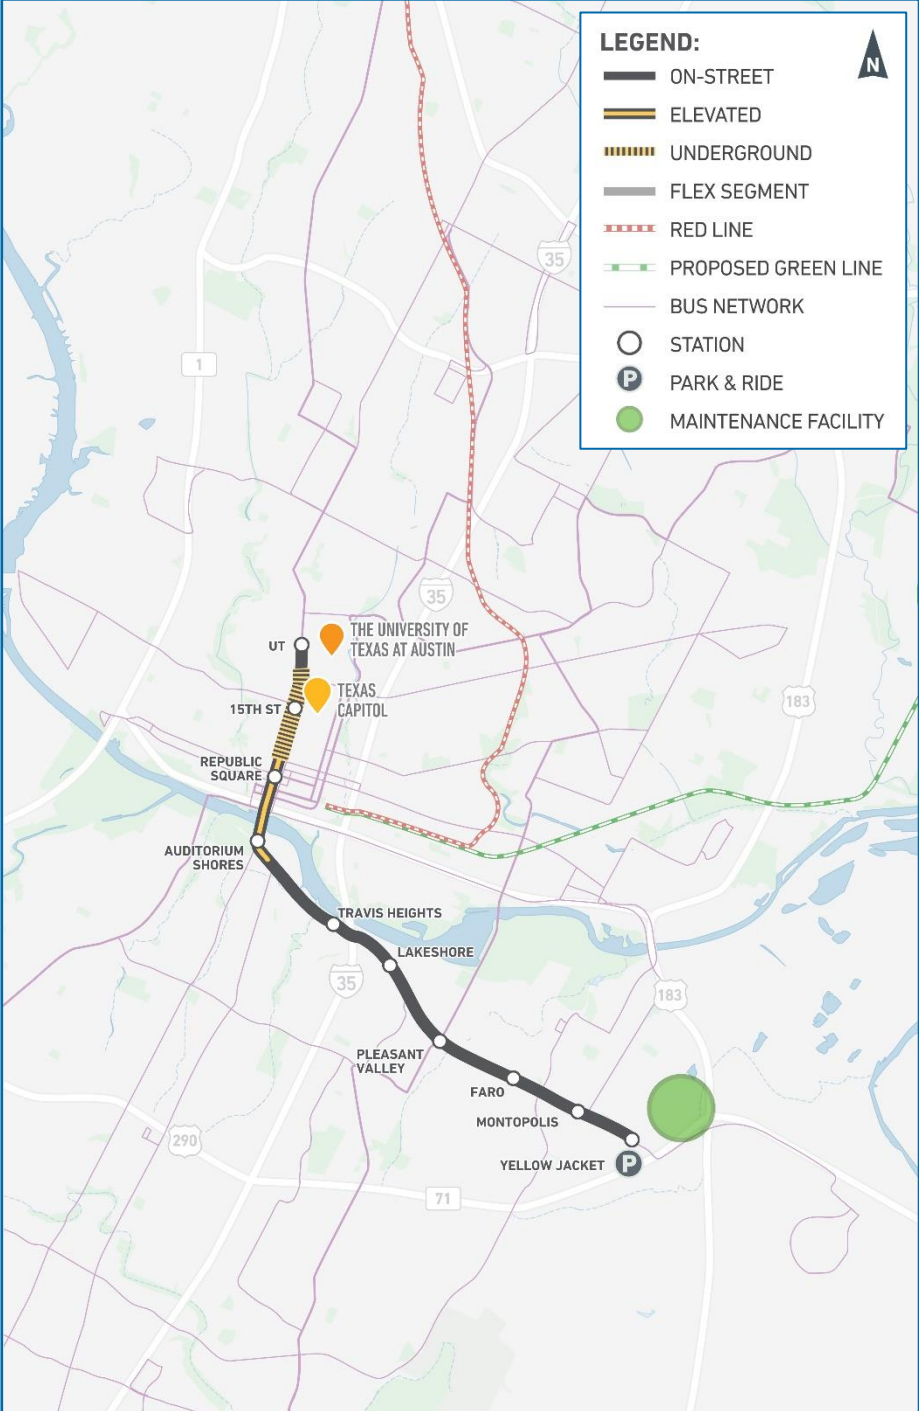 LEGEND:
N
ON-STREET
ELEVATED
UNDERGROUND
FLEX SEGMENT
RED LINE
PROPOSED GREEN LINE
BUS NETWORK
STATION
P
PARK & RIDE
MAINTENANCE FACILITY
35
1
35
UT
THE UNIVERSITY OF
TEXAS AT AUSTIN
TEXAS
CAPITOL
15TH ST
183
REPUBLIC
SQUARE
AUDITORIUM
SHORES
TRAVIS HEIGHTS
LAKESHORE
35
183
PLEASANT
VALLEY
FARO
MONTOPOLIS
290
YELLOW JACKET
P
71